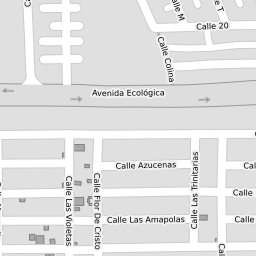 Calle M
Calle T
Calle 20
Calle Colina
Avenida Ecológica
Calle Azucenas
Calle Las Trinitarias
Calle Las Violetas
Calle Flor De Cristo
Calle Las Amapolas